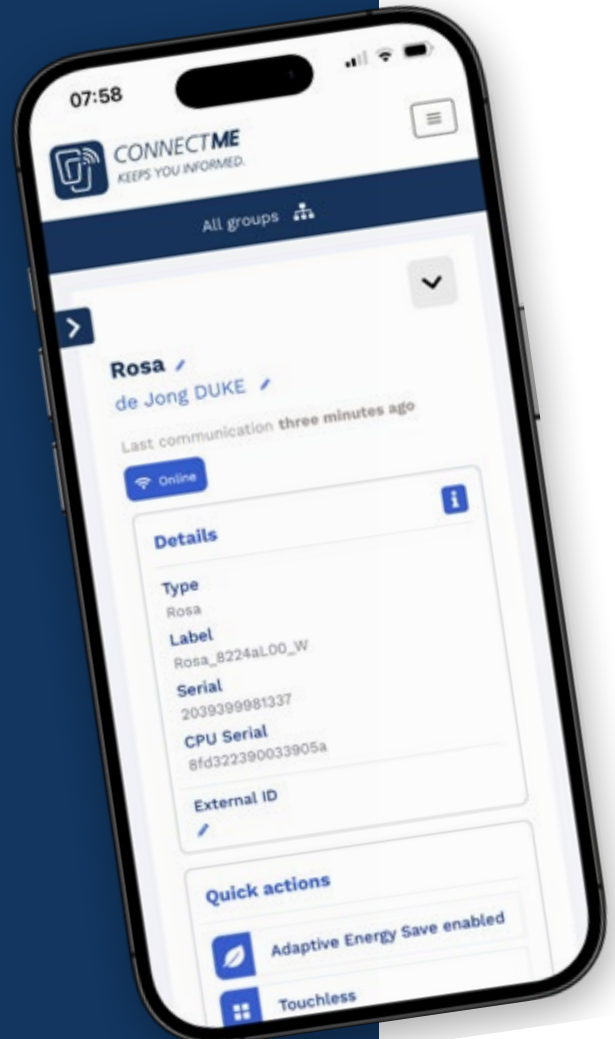 07:58
CONNECTME
KEEPS YOU INFORMED.
All groups
Rosa
de Jong DUKE
Last communication three minutes ago
Online
Details
i
Type
Rosa
Label
Rosa_8224aL00_W
Serial
2039399981337
CPU Serial
8fd322390033905a
External ID
Quick actions
Adaptive Energy Save enabled
Touchless